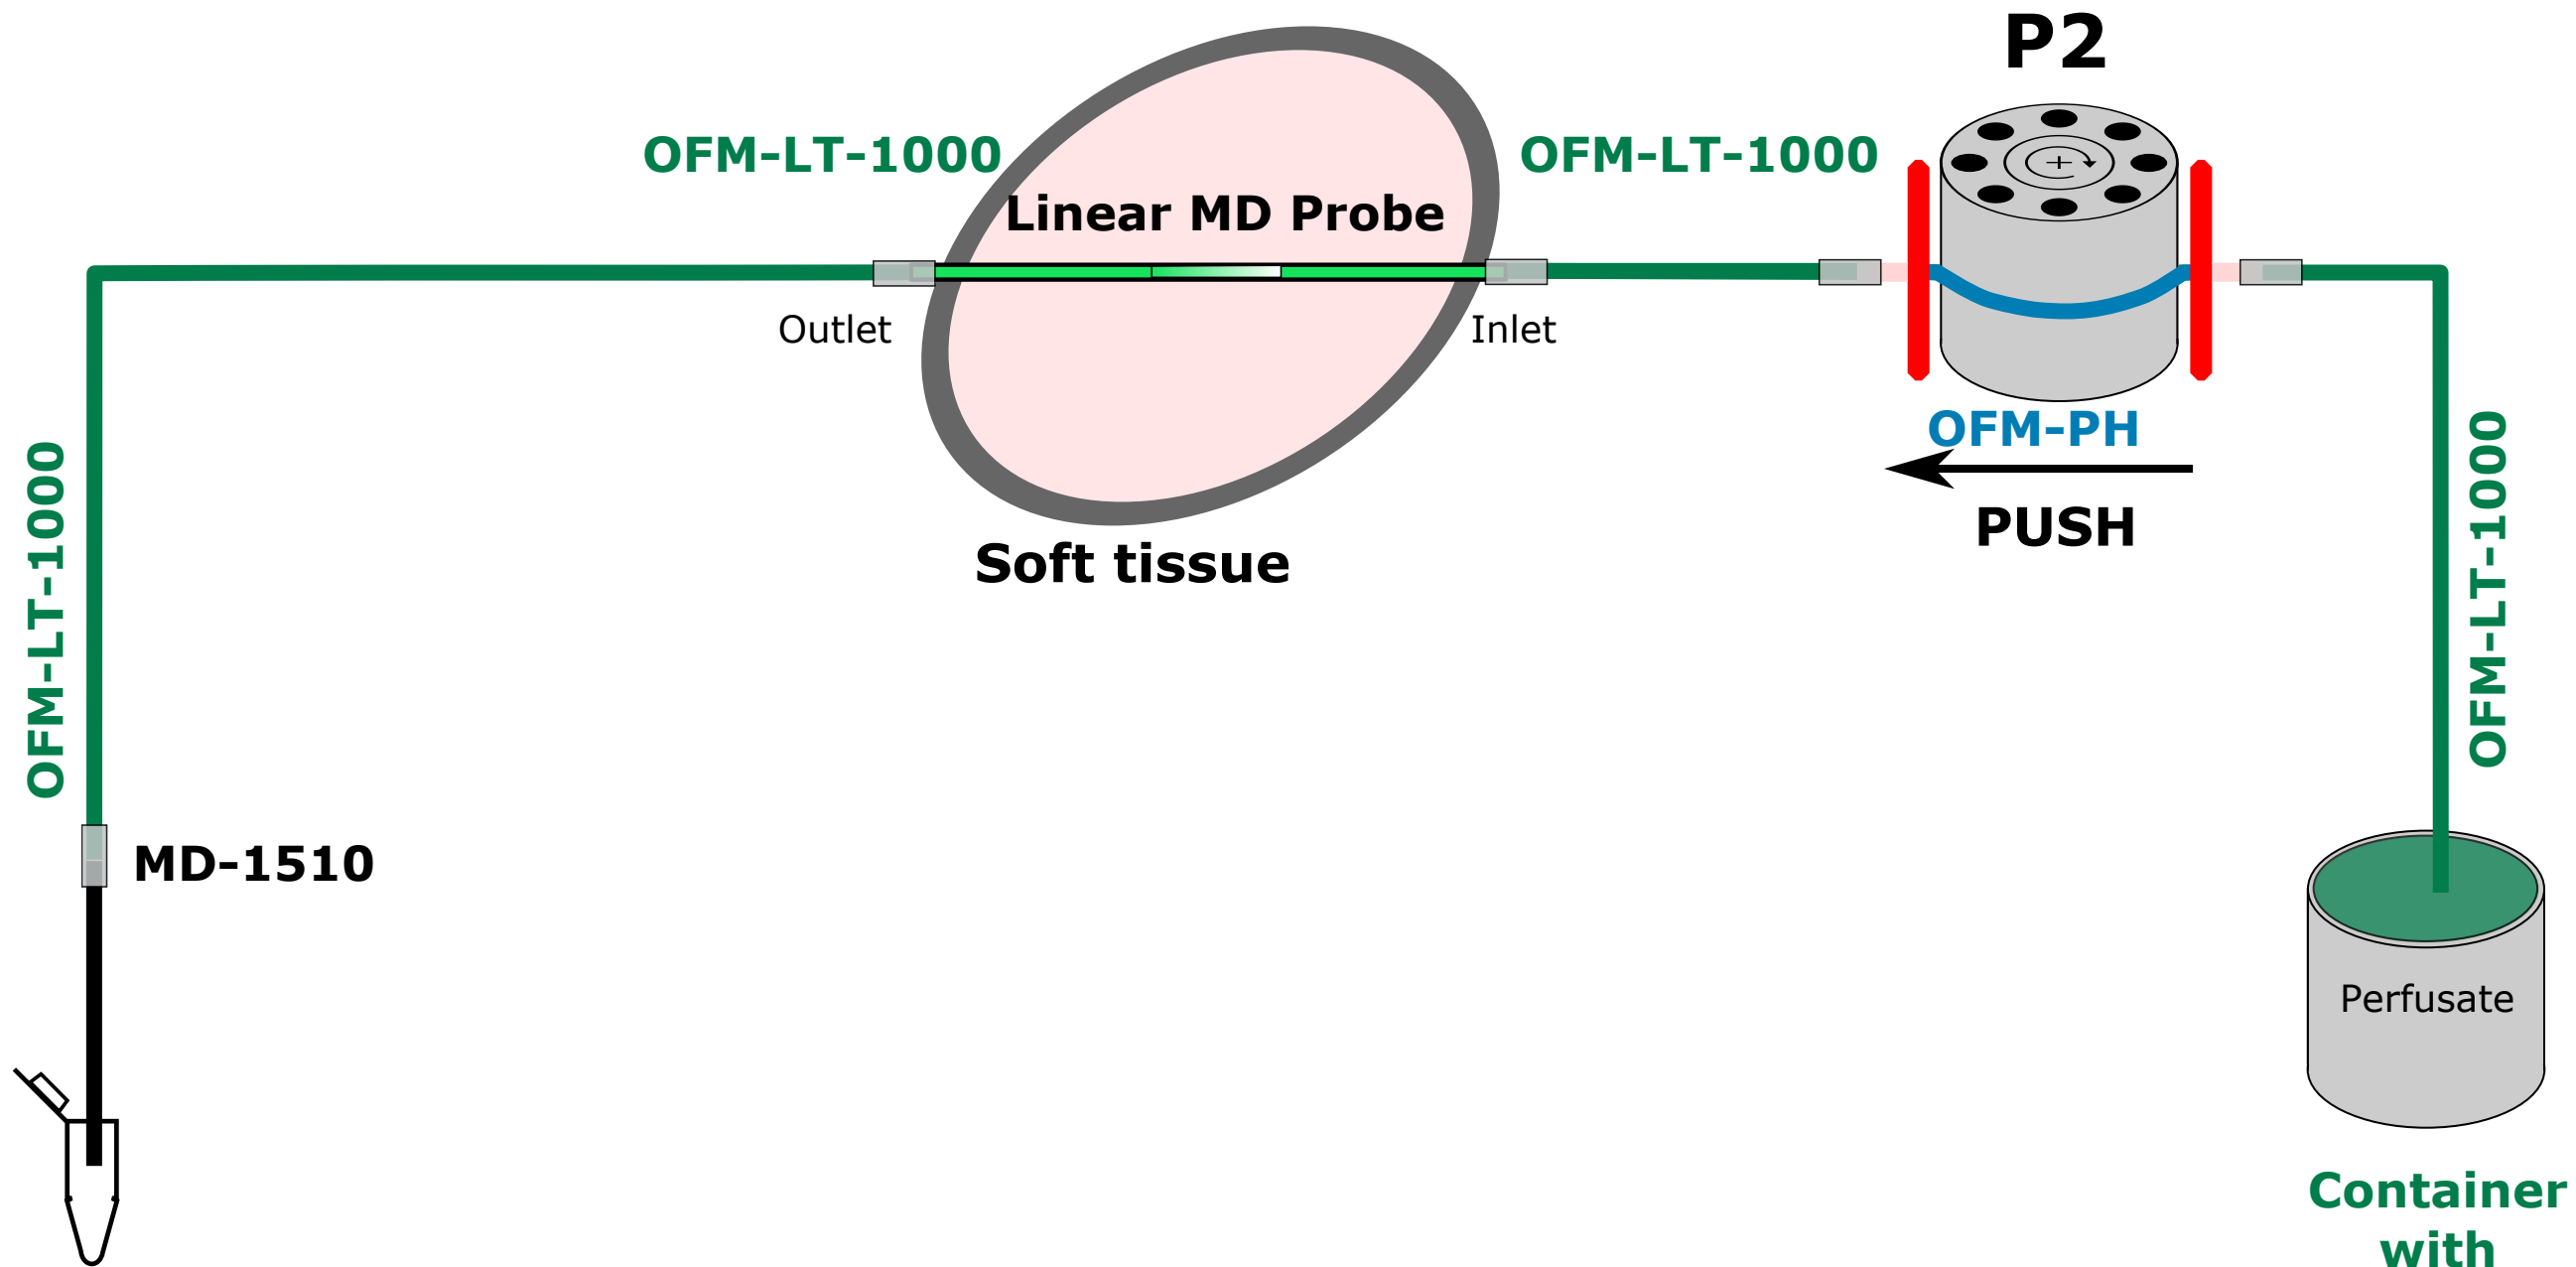 P2
OFM-LT-1000
OFM-LT-1000
Linear MD Probe
Outlet
Inlet
OFM-PH
PUSH
Soft tissue
OFM-LT-1000
OFM-LT-1000
MD-1510
Perfusate
Container
with